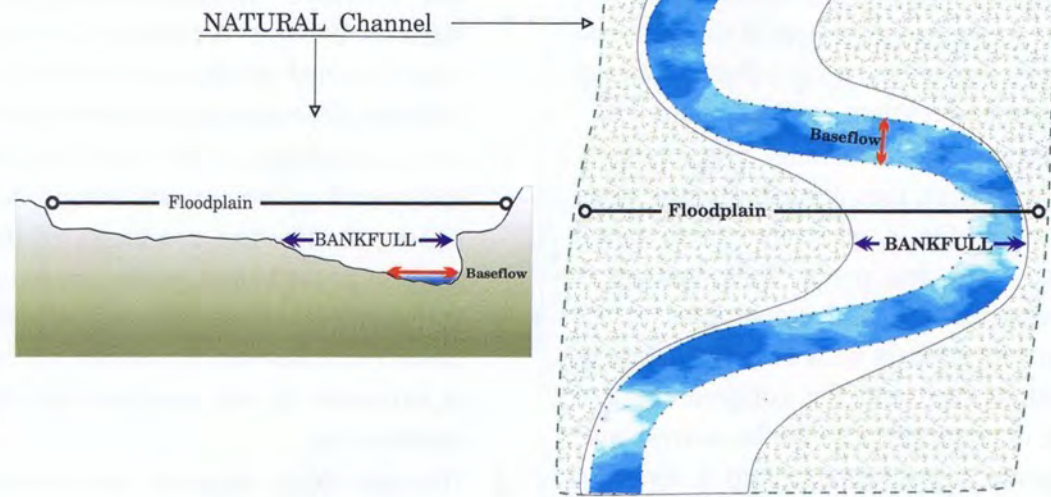 NATURAL Channel
Floodplain
BANKFULL
Baseflow
Baseflow
Floodplain
BANKFULL